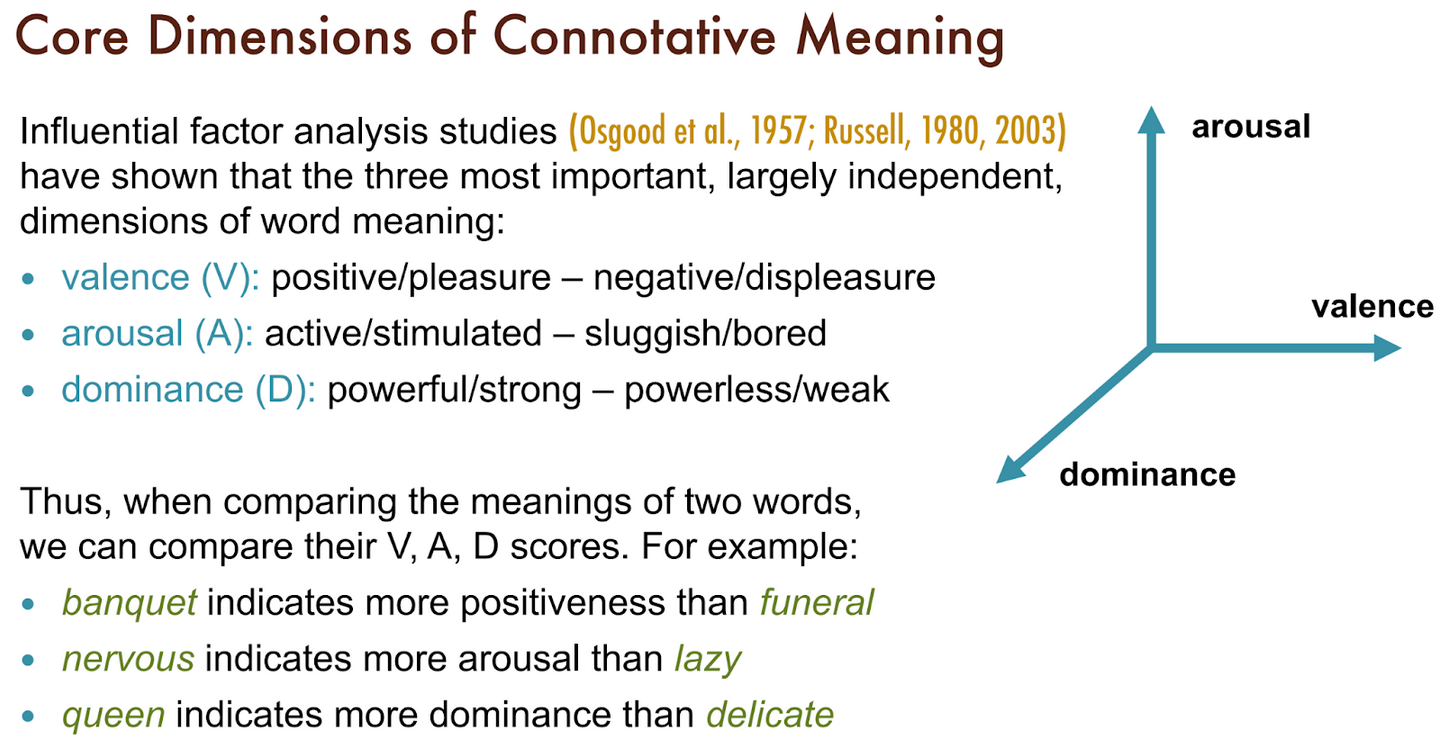 Core Dimensions of Connotative Meaning
Influential factor analysis studies (Osgood et al., 1957; Russell, 1980, 2003)
have shown that the three most important, largely independent,
dimensions of word meaning:
• valence (V): positive/pleasure – negative/displeasure
• arousal (A): active/stimulated – sluggish/bored
• dominance (D): powerful/strong – powerless/weak
Thus, when comparing the meanings of two words,
we can compare their V, A, D scores. For example:
• banquet indicates more positiveness than funeral
• nervous indicates more arousal than lazy
• queen indicates more dominance than delicate
arousal
valence
dominance